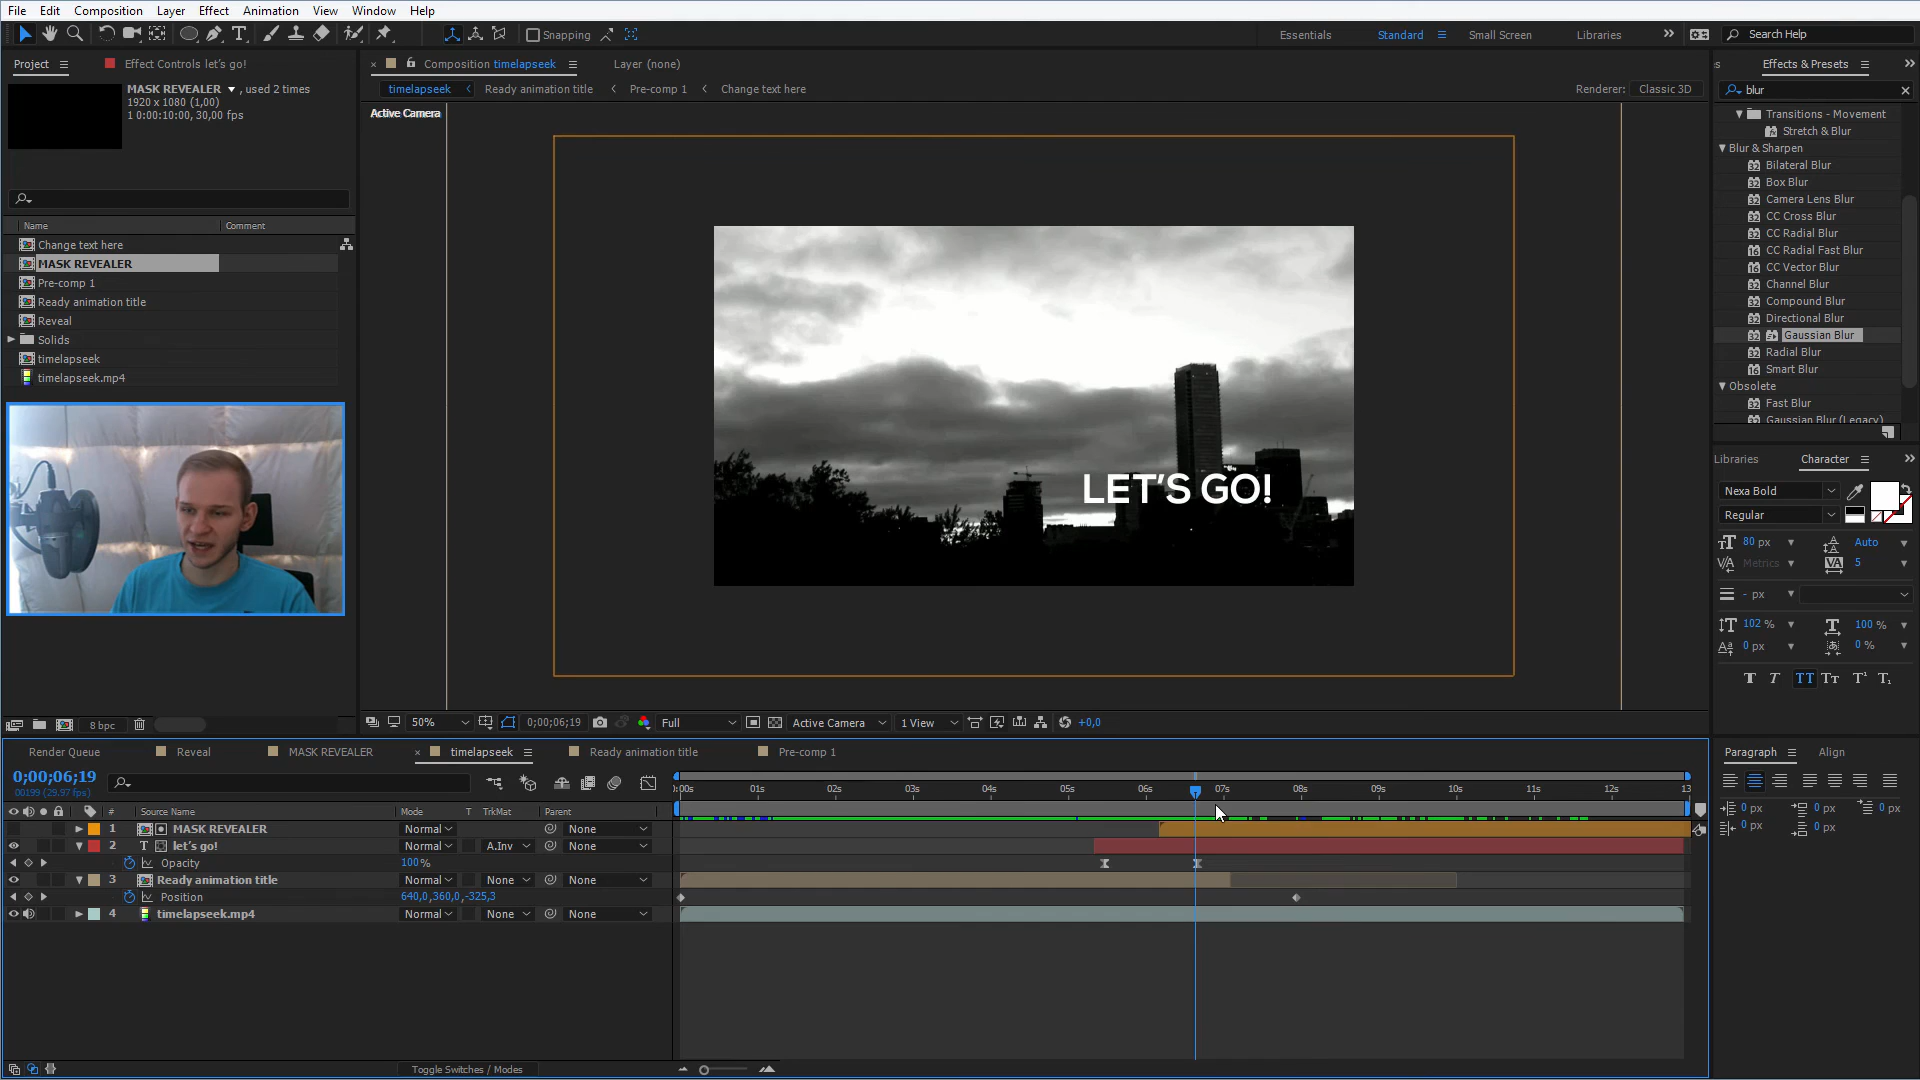 File Edit Composition Layer Effect Animation View Window Help
Snapping
Essentials Standard Small Screen Libraries Search Help
Project Effect Controls let's go!
MASK REVEALER , used 2 times
1920 x 1080 (1,00)
1 0:00:10:00, 30,00 fps
Name Comment
Change text here
MASK REVEALER
Pre-comp 1
Ready animation title
Reveal
Solids
timelapseek
timelapseek.mp4
8 bpc
Composition timelapseek Layer (none)
timelapseek Ready animation title Pre-comp 1 Change text here Renderer: Classic 3D
Active Camera
LET'S GO!
50% 0;00;06;19 Full Active Camera 1 View +0,0
Effects & Presets
blur
Transitions - Movement
Stretch & Blur
Blur & Sharpen
Bilateral Blur
Box Blur
Camera Lens Blur
CC Cross Blur
CC Radial Blur
CC Radial Fast Blur
CC Vector Blur
Channel Blur
Compound Blur
Directional Blur
Gaussian Blur
Radial Blur
Smart Blur
Obsolete
Fast Blur
Gaussian Blur (Legacy)
Libraries Character
Nexa Bold
Regular
80 px Auto
Metrics 5
- px
102 % 100 %
0 px 0 %
Paragraph Align
0 px 0 px 0 px
0 px 0 px
Render Queue Reveal MASK REVEALER timelapseek Ready animation title Pre-comp 1
0;00;06;19
00199 (29.97 fps)
01s 02s 03s 04s 05s 06s 07s 08s 09s 10s 11s 12s 13
# Source Name Mode T TrkMat Parent
1 MASK REVEALER Normal None
2 T let's go! Normal A.Inv None
Opacity 100%
3 Ready animation title Normal None None
Position 640,0,360,0,-325,3
4 timelapseek.mp4 Normal None None
Toggle Switches / Modes